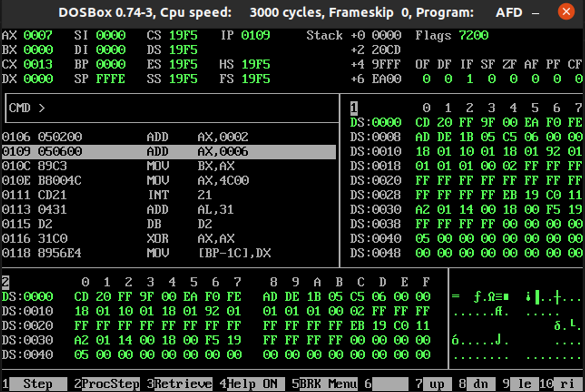 DOSBox 0.74-3, Cpu speed: 3000 cycles, Frameskip 0, Program: AFD
AX 0007 SI 0000 CS 19F5 IP 0109 Stack +0 0000 Flags 7200
BX 0000 DI 0000 DS 19F5 +2 20CD
CX 0013 BP 0000 ES 19F5 HS 19F5 +4 9FFF OF DF IF SF ZF AF PF CF
DX 0000 SP FFFE SS 19F5 FS 19F5 +6 EA00 0 0 1 0 0 0 0 0
CMD >
1 0 1 2 3 4 5 6 7
DS:0000 CD 20 FF 9F 00 EA F0 FE
0106 050200 ADD AX,0002 DS:0008 AD DE 1B 05 C5 06 00 00
0109 050600 ADD AX,0006 DS:0010 18 01 10 01 18 01 92 01
010C 89C3 MOV BX,AX DS:0018 01 01 01 00 02 FF FF FF
010E B8004C MOV AX,4C00 DS:0020 FF FF FF FF FF FF FF FF
0111 CD21 INT 21 DS:0028 FF FF FF FF EB 19 C0 11
0113 0431 ADD AL,31 DS:0030 A2 01 14 00 18 00 F5 19
0115 D2 DB D2 DS:0038 FF FF FF FF 00 00 00 00
0116 31C0 XOR AX,AX DS:0040 05 00 00 00 00 00 00 00
0118 8956E4 MOV [BP-1C],DX DS:0048 00 00 00 00 00 00 00 00
2 0 1 2 3 4 5 6 7 8 9 A B C D E F
DS:0000 CD 20 FF 9F 00 EA F0 FE AD DE 1B 05 C5 06 00 00
DS:0010 18 01 10 01 18 01 92 01 01 01 01 00 02 FF FF FF
DS:0020 FF FF FF FF FF FF FF FF FF FF FF FF EB 19 C0 11
DS:0030 A2 01 14 00 18 00 F5 19 FF FF FF FF 00 00 00 00
DS:0040 05 00 00 00 00 00 00 00 00 00 00 00 00 00 00 00
1 Step 2ProcStep 3Retrieve 4Help ON 5BRK Menu 6 7 up 8 dn 9 le 10 ri